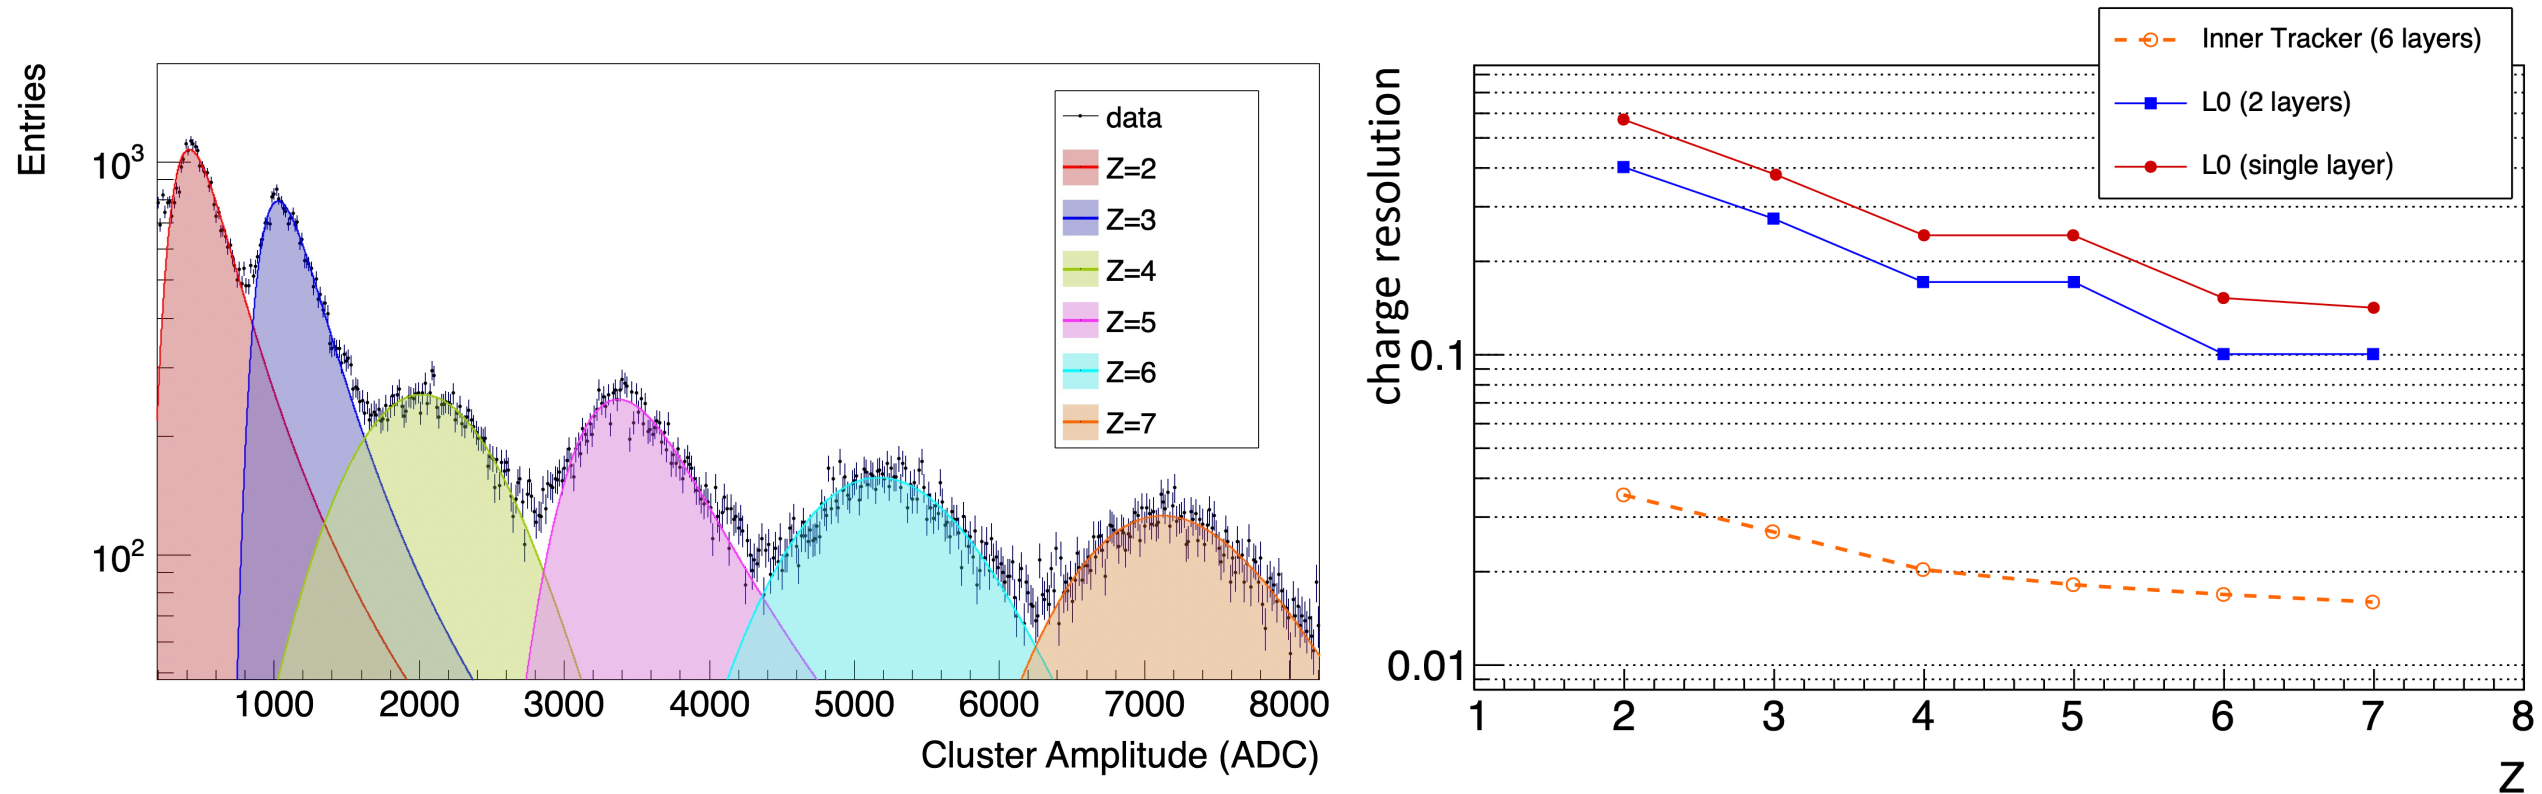 Entries
10³
10²
1000 2000 3000 4000 5000 6000 7000 8000
Cluster Amplitude (ADC)
data
Z=2
Z=3
Z=4
Z=5
Z=6
Z=7
charge resolution
0.1
0.01
1 2 3 4 5 6 7 8
Z
Inner Tracker (6 layers)
L0 (2 layers)
L0 (single layer)